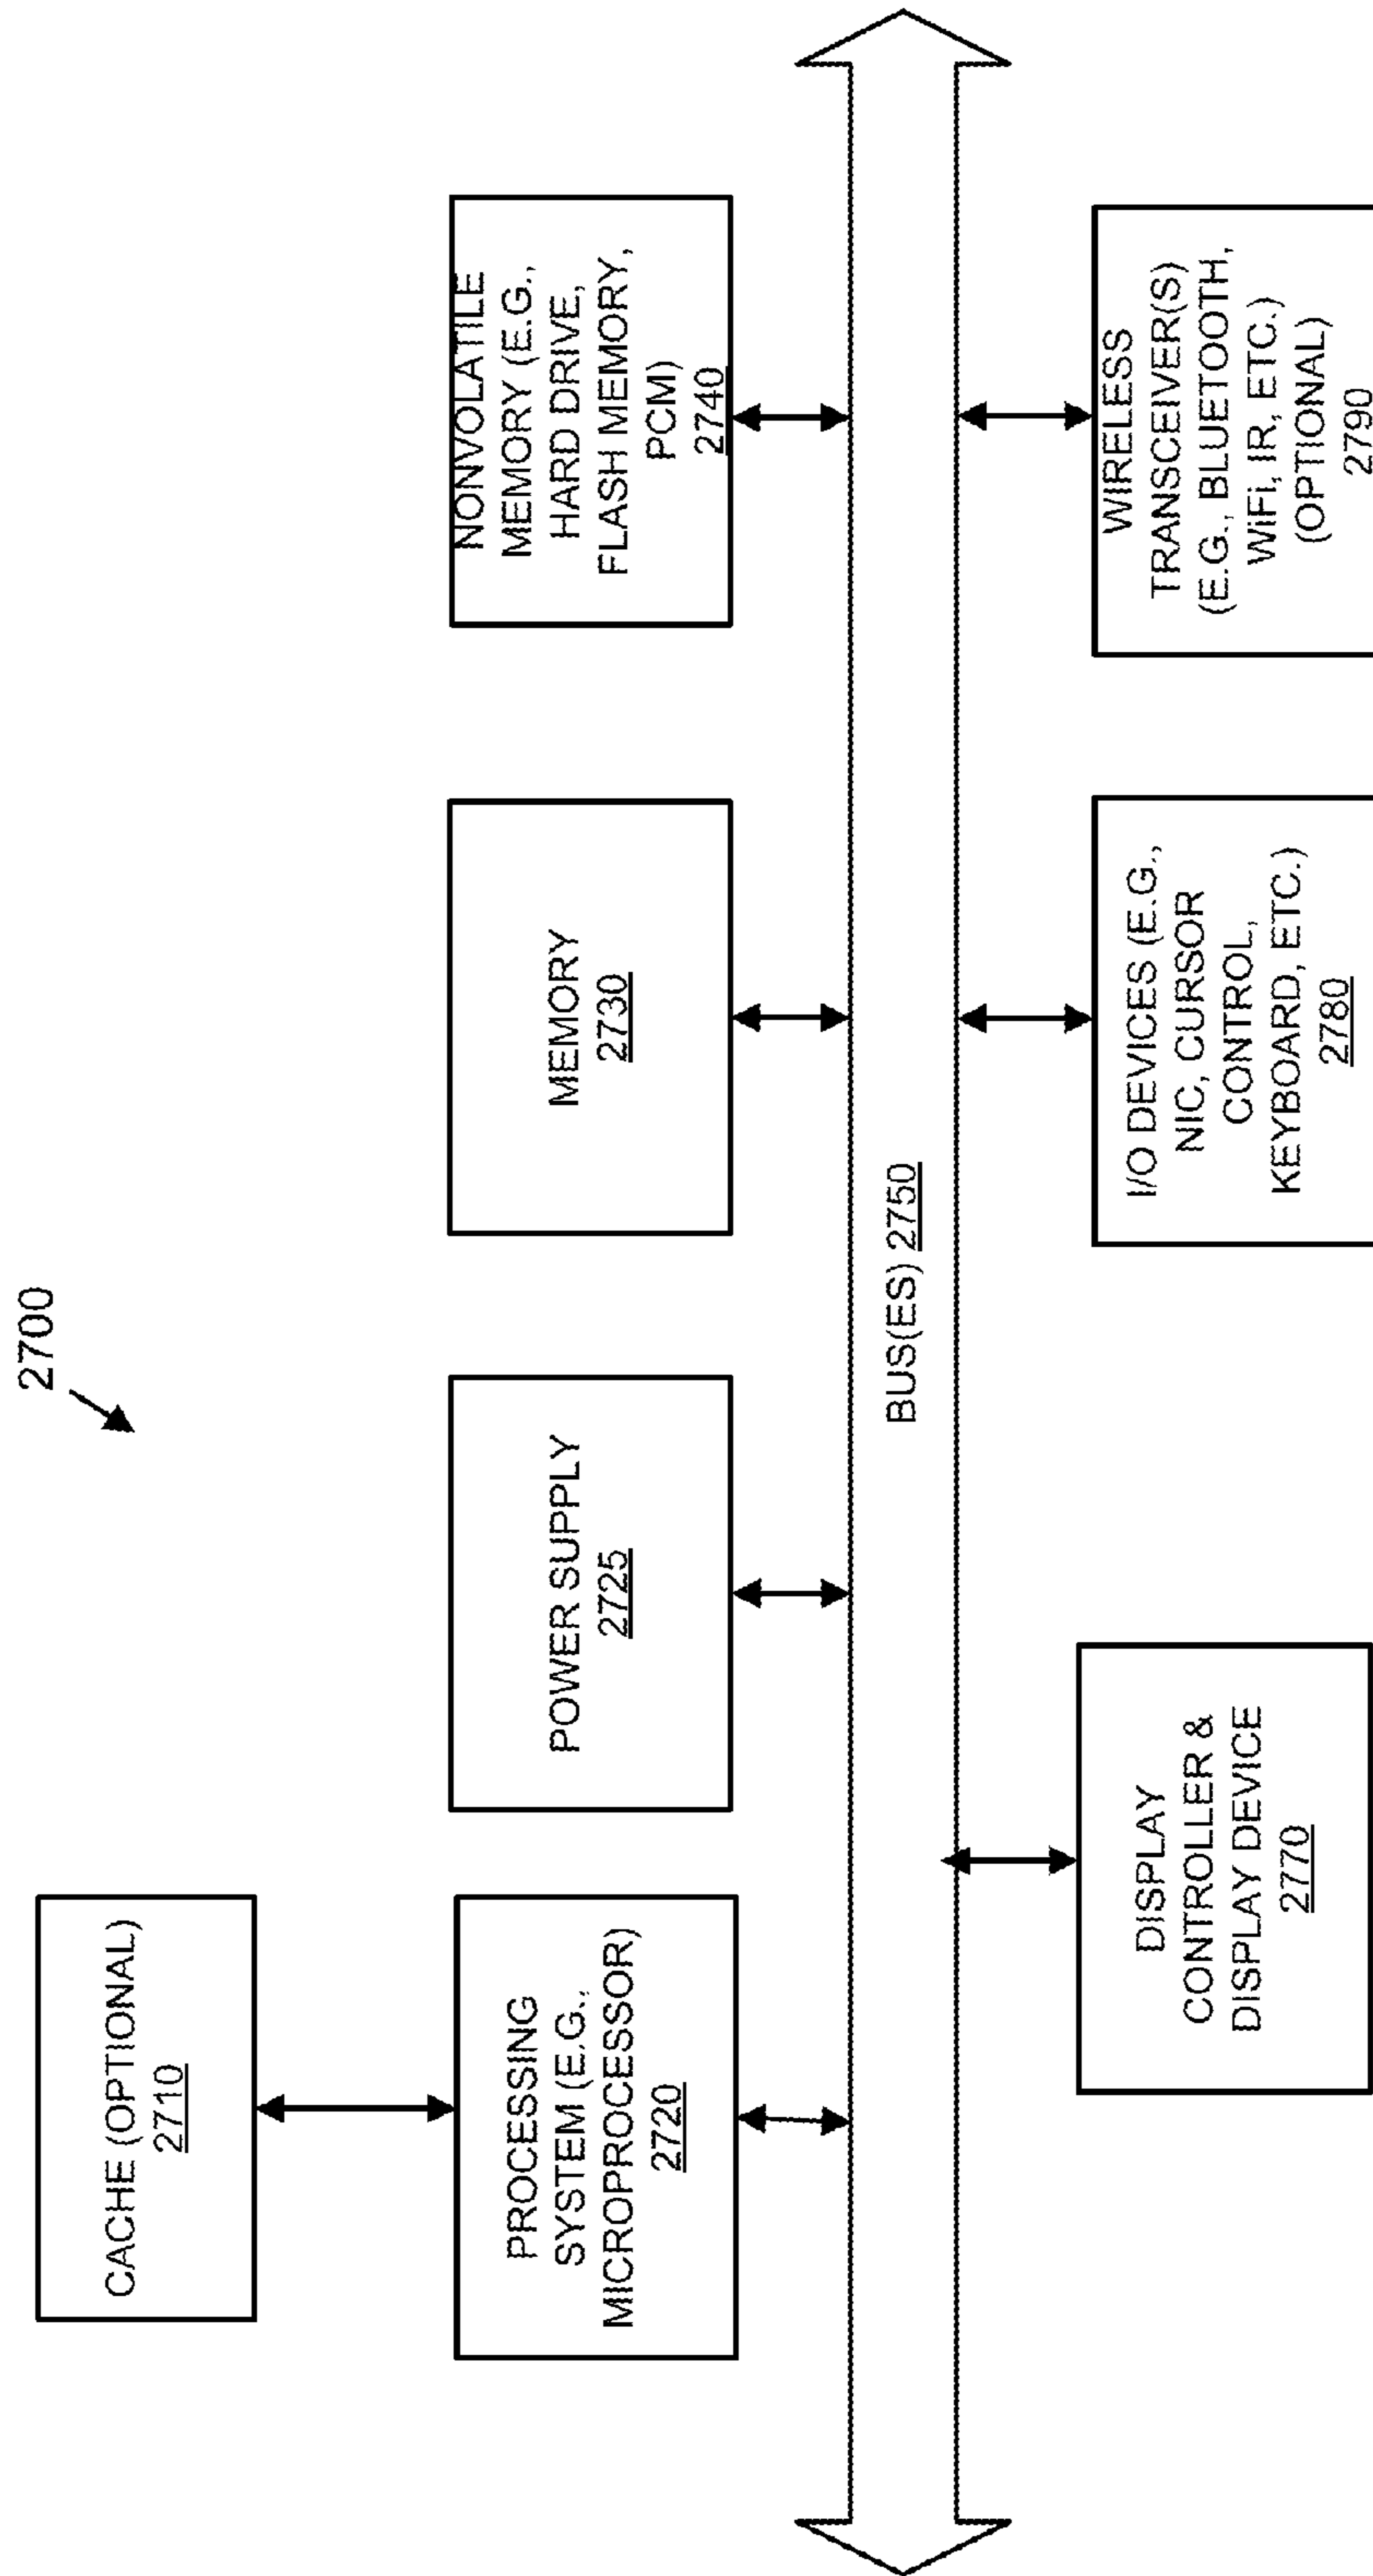 2700
CACHE (OPTIONAL)
2710
PROCESSING
SYSTEM (E.G.,
MICROPROCESSOR)
2720
POWER SUPPLY
2725
MEMORY
2730
NONVOLATILE
MEMORY (E.G.,
HARD DRIVE,
FLASH MEMORY,
PCM)
2740
BUS(ES) 2750
DISPLAY
CONTROLLER &
DISPLAY DEVICE
2770
I/O DEVICES (E.G.,
NIC, CURSOR
CONTROL,
KEYBOARD, ETC.)
2780
WIRELESS
TRANSCEIVER(S)
(E.G., BLUETOOTH,
WiFi, IR, ETC.)
(OPTIONAL)
2790